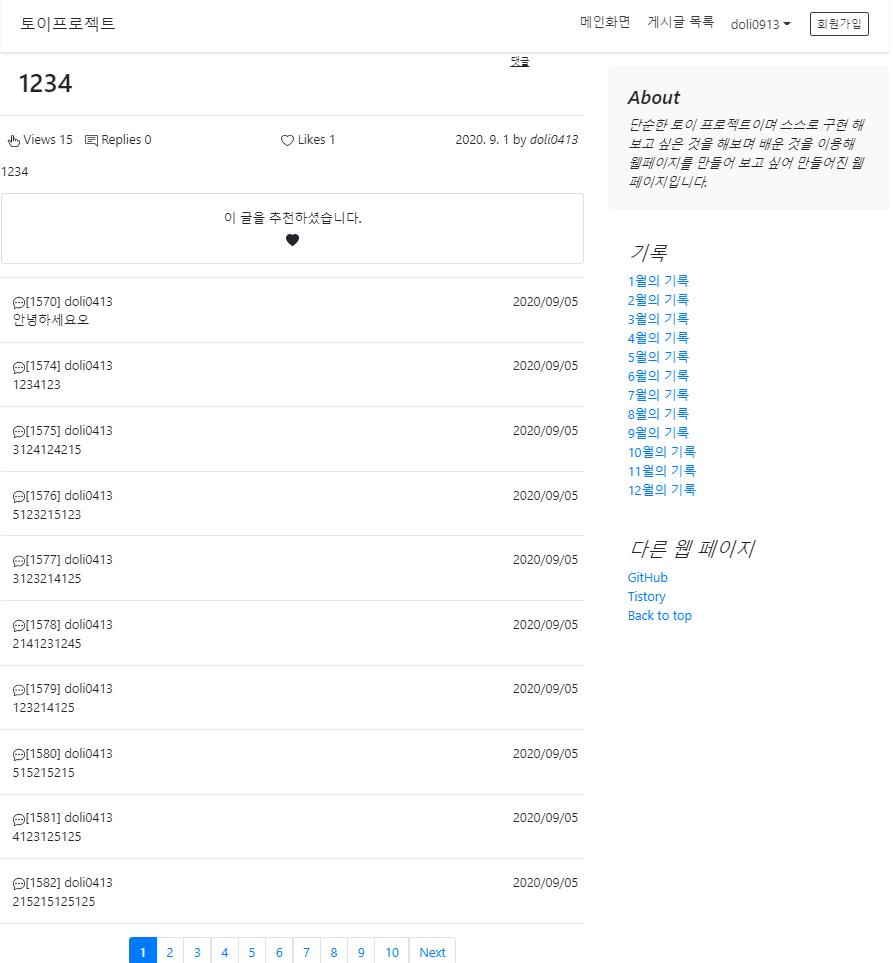 토이프로젝트 메인화면 게시글 목록 doli0913 회원가입
댓글
1234
Views 15 Replies 0 Likes 1 2020. 9. 1 by doli0413
1234
이 글을 추천하셨습니다.
[1570] doli0413 2020/09/05
안녕하세요오
[1574] doli0413 2020/09/05
1234123
[1575] doli0413 2020/09/05
3124124215
[1576] doli0413 2020/09/05
5123215123
[1577] doli0413 2020/09/05
3123214125
[1578] doli0413 2020/09/05
2141231245
[1579] doli0413 2020/09/05
123214125
[1580] doli0413 2020/09/05
515215215
[1581] doli0413 2020/09/05
4123125125
[1582] doli0413 2020/09/05
215215125125
1 2 3 4 5 6 7 8 9 10 Next
About
단순한 토이 프로젝트이며 스스로 구현 해
보고 싶은 것을 해보며 배운 것을 이용해
웹페이지를 만들어 보고 싶어 만들어진 웹
페이지입니다.
기록
1월의 기록
2월의 기록
3월의 기록
4월의 기록
5월의 기록
6월의 기록
7월의 기록
8월의 기록
9월의 기록
10월의 기록
11월의 기록
12월의 기록
다른 웹 페이지
GitHub
Tistory
Back to top